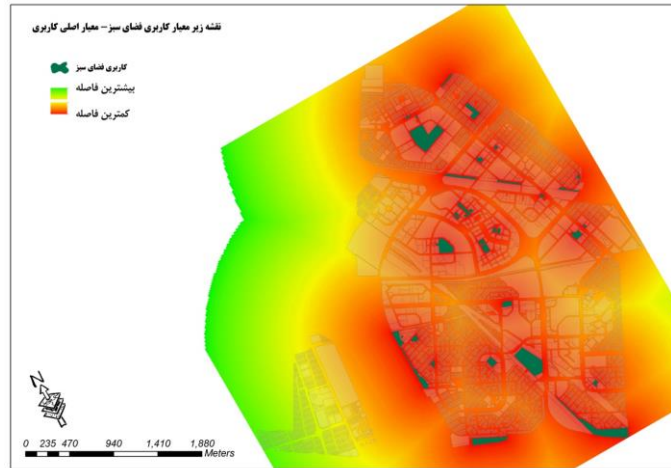 نقشه زیر معیار کاربری فضای سبز – معیار اصلی کاربری
کاربری فضای سبز
بیشترین فاصله
کمترین فاصله
N
0 235 470 940 1,410 1,880
Meters